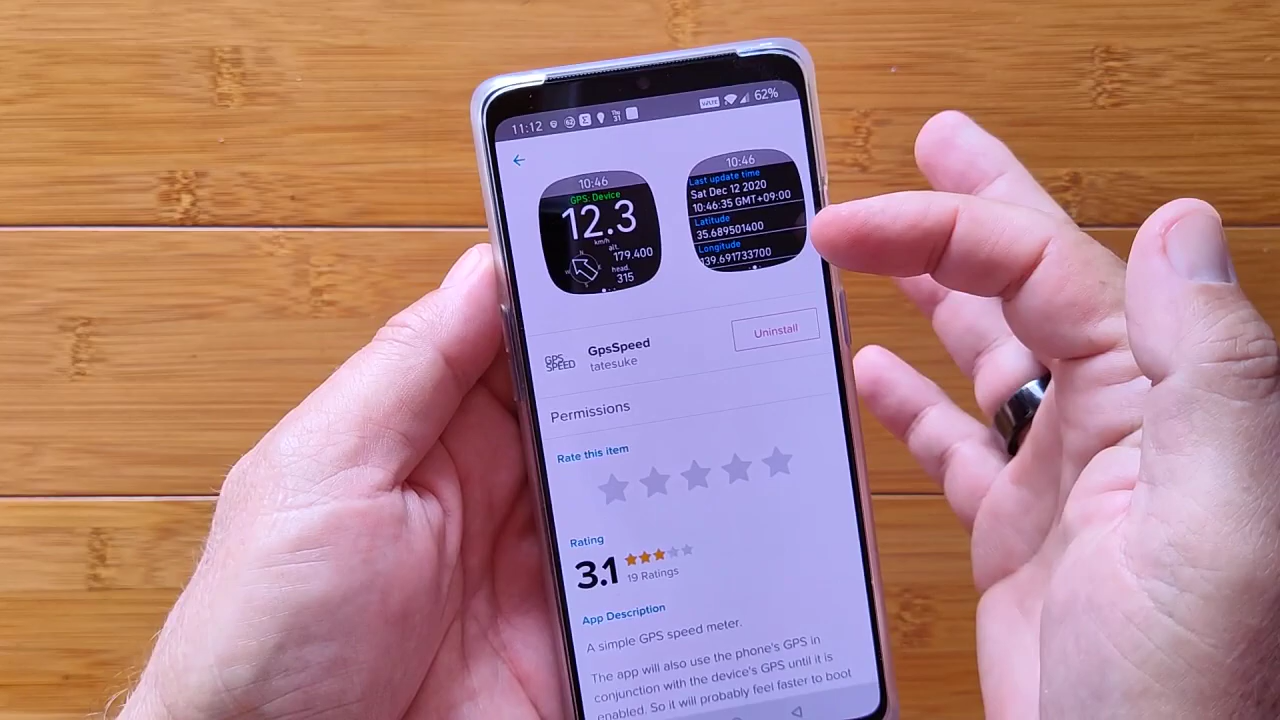 11:12 62 Σ Thu 31 VoLTE 62%
10:46
GPS: Device
12.3
km/h
alt.
179.400
N
W E
S
head.
315
10:46
Last update time
Sat Dec 12 2020
10:46:35 GMT+09:00
Latitude
35.689501400
Longitude
139.691733700
GPS
SPEED
GpsSpeed
tatesuke
Uninstall
Permissions
Rate this item
Rating
3.1
19 Ratings
App Description
A simple GPS speed meter.
The app will also use the phone's GPS in
conjunction with the device's GPS until it is
enabled. So it will probably feel faster to boot